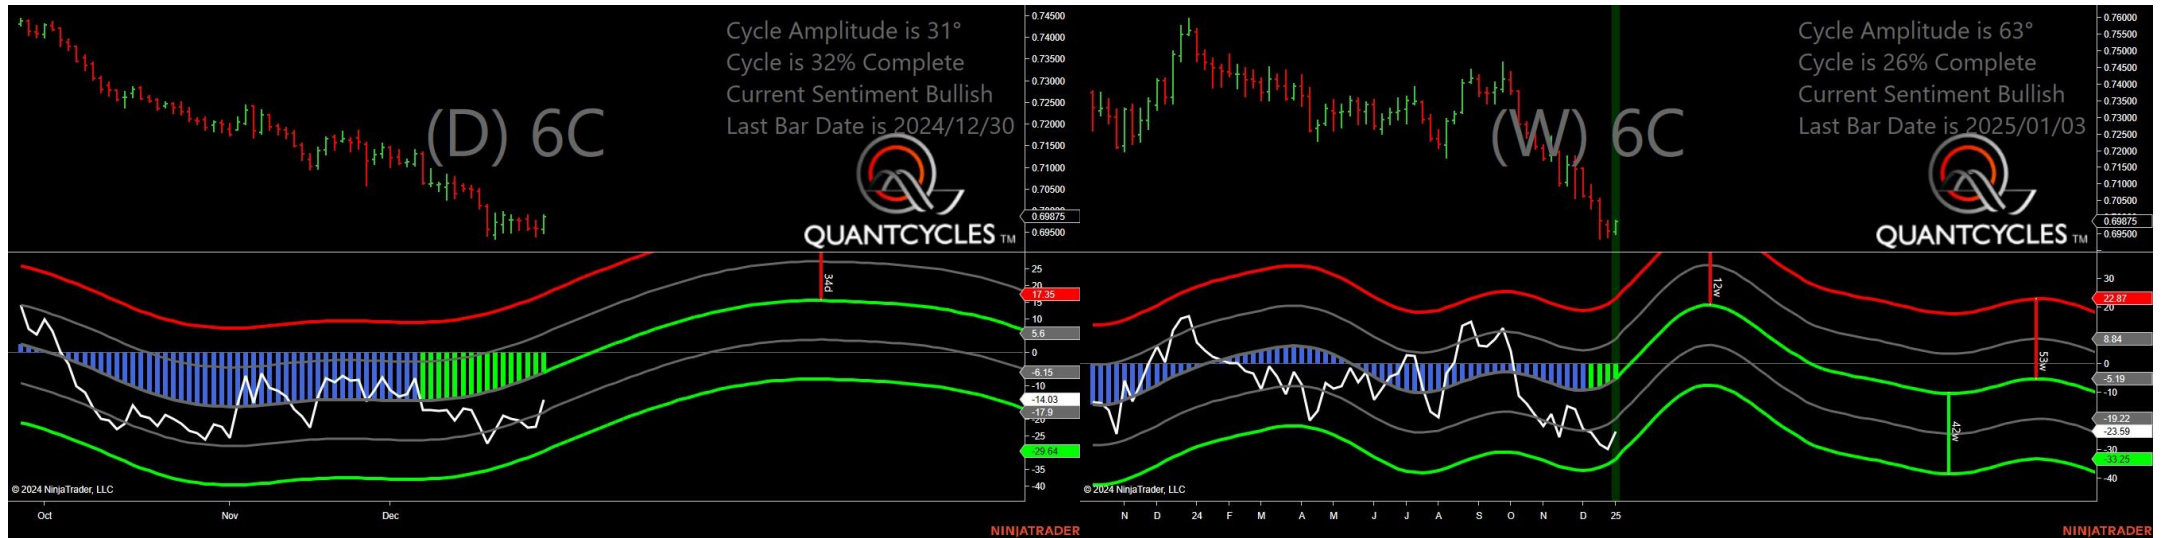 Cycle Amplitude is 31°
Cycle is 32% Complete
Current Sentiment Bullish
Last Bar Date is 2024/12/30
(D) 6C
QUANTCYCLES TM
0.74500
0.74000
0.73500
0.73000
0.72500
0.72000
0.71500
0.71000
0.70500
0.69875
0.69500
34d
25
20
17.35
15
10
5.6
0
-6.15
-10
-14.03
-17.9
-20
-25
-29.64
-35
-40
© 2024 NinjaTrader, LLC
Oct
Nov
Dec
NINJATRADER
Cycle Amplitude is 63°
Cycle is 26% Complete
Current Sentiment Bullish
Last Bar Date is 2025/01/03
(W) 6C
QUANTCYCLES TM
0.76000
0.75500
0.75000
0.74500
0.74000
0.73500
0.73000
0.72500
0.72000
0.71500
0.71000
0.70500
0.69875
0.69500
12w
53w
42w
30
22.87
20
8.84
0
-5.19
-10
-19.22
-23.59
-30
-33.25
-40
© 2024 NinjaTrader, LLC
N D 24 F M A M J J A S O N D 25
NINJATRADER